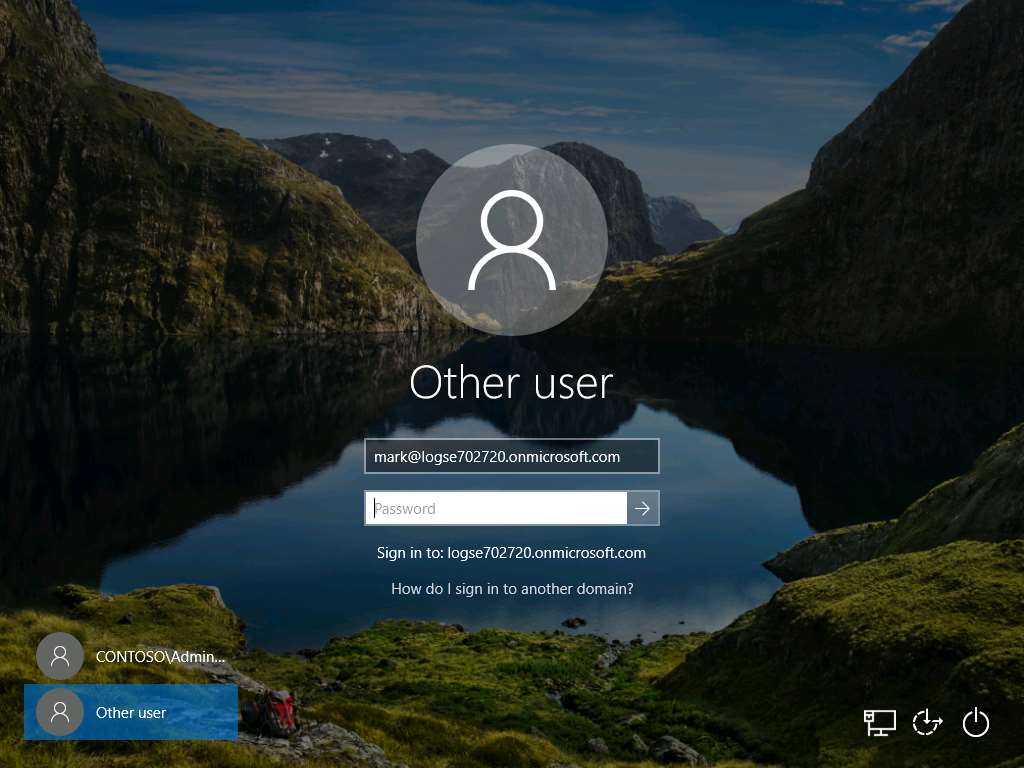 Other user
mark@logse702720.onmicrosoft.com
Password
Sign in to: logse702720.onmicrosoft.com
How do I sign in to another domain?
CONTOSO\Admin...
Other user